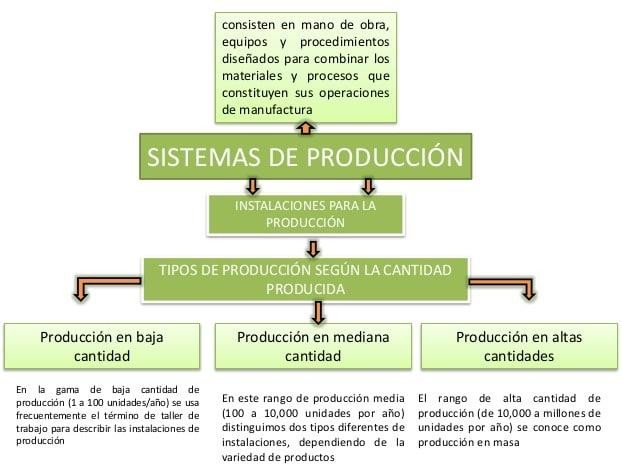 consisten en mano de obra,
equipos y procedimientos
diseñados para combinar los
materiales y procesos que
constituyen sus operaciones
de manufactura
SISTEMAS DE PRODUCCIÓN
INSTALACIONES PARA LA
PRODUCCIÓN
TIPOS DE PRODUCCIÓN SEGÚN LA CANTIDAD
PRODUCIDA
Producción en baja
cantidad
En la gama de baja cantidad de
producción (1 a 100 unidades/año) se usa
frecuentemente el término de taller de
trabajo para describir las instalaciones de
producción
Producción en mediana
cantidad
En este rango de producción media
(100 a 10,000 unidades por año)
distinguimos dos tipos diferentes de
instalaciones, dependiendo de la
variedad de productos
Producción en altas
cantidades
El rango de alta cantidad de
producción (de 10,000 a millones de
unidades por año) se conoce como
producción en masa